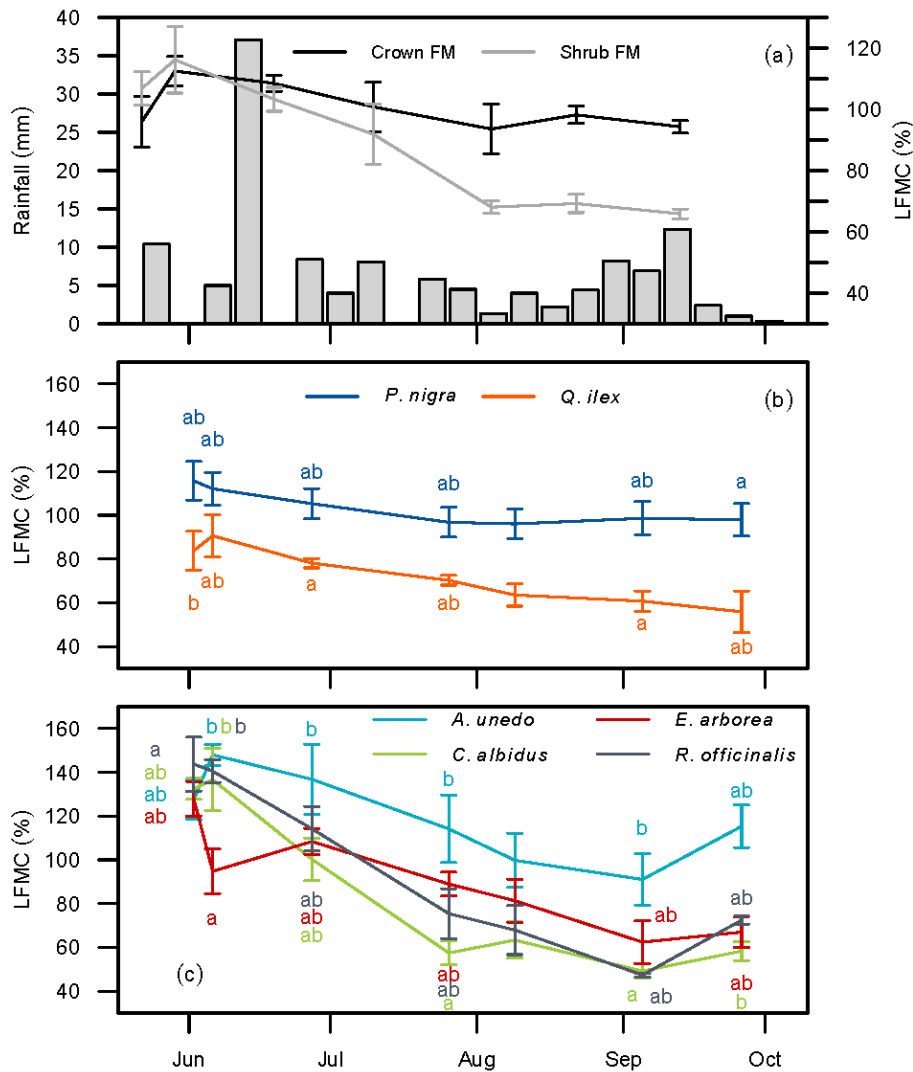 40
35
30
25
20
15
10
5
0
Rainfall (mm)
Crown FM
Shrub FM
(a)
120
100
80
60
40
LFMC (%)
160
140
120
100
80
60
40
LFMC (%)
P. nigra
Q. ilex
(b)
ab
ab
ab
ab
ab
a
b
ab
a
ab
a
ab
160
140
120
100
80
60
40
LFMC (%)
A. unedo
E. arborea
C. albidus
R. officinalis
a
ab
ab
ab
b b b
b
b
b
ab
a
ab
ab
ab
ab
ab
a
ab
a
ab
ab
ab
b
(c)
Jun
Jul
Aug
Sep
Oct